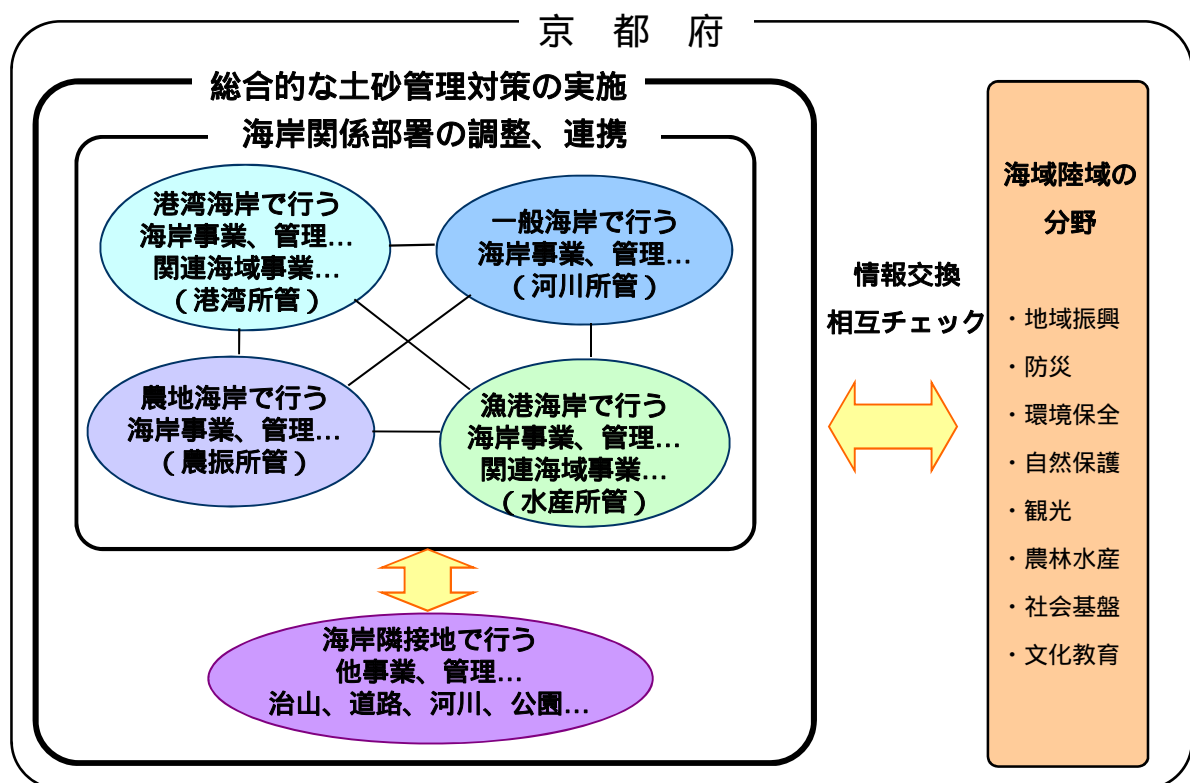 京 都 府
総合的な土砂管理対策の実施
海岸関係部署の調整、連携
港湾海岸で行う
海岸事業、管理…
関連海域事業…
（港湾所管）
一般海岸で行う
海岸事業、管理…
（河川所管）
農地海岸で行う
海岸事業、管理…
（農振所管）
漁港海岸で行う
海岸事業、管理…
関連海域事業…
（水産所管）
海岸隣接地で行う
他事業、管理…
治山、道路、河川、公園…
情報交換
相互チェック
海域陸域の
分野
・地域振興
・防災
・環境保全
・自然保護
・観光
・農林水産
・社会基盤
・文化教育